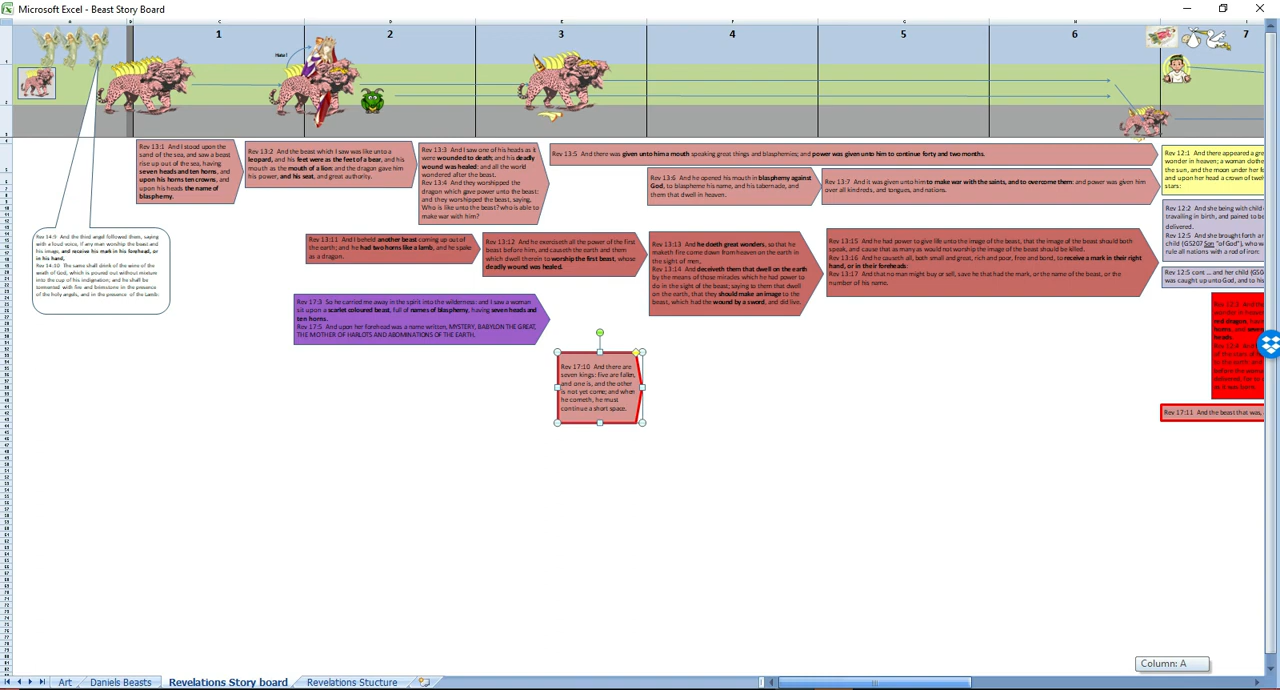 Microsoft Excel - Beast Story Board
A
B
C
D
E
F
G
H
I
1
2
3
4
5
6
7
Hate!
Rev 13:1 And I stood upon the
sand of the sea, and saw a beast
rise up out of the sea, having
seven heads and ten horns, and
upon his horns ten crowns, and
upon his heads the name of
blasphemy.
Rev 13:2 And the beast which I saw was like unto a
leopard, and his feet were as the feet of a bear, and his
mouth as the mouth of a lion: and the dragon gave him
his power, and his seat, and great authority.
Rev 13:3 And I saw one of his heads as it
were wounded to death; and his deadly
wound was healed: and all the world
wondered after the beast.
Rev 13:4 And they worshipped the
dragon which gave power unto the beast:
and they worshipped the beast, saying,
Who is like unto the beast? who is able to
make war with him?
Rev 13:5 And there was given unto him a mouth speaking great things and blasphemies; and power was given unto him to continue forty and two months.
Rev 13:6 And he opened his mouth in blasphemy against
God, to blaspheme his name, and his tabernacle, and
them that dwell in heaven.
Rev 13:7 And it was given unto him to make war with the saints, and to overcome them: and power was given him
over all kindreds, and tongues, and nations.
Rev 12:1 And there appeared a gre
wonder in heaven; a woman clothe
the sun, and the moon under her f
and upon her head a crown of twe
stars:
Rev 12:2 And she being with child
travailing in birth, and pained to be
delivered.
Rev 12:5 And she brought forth a
child (GS207 Son "of God"), who w
rule all nations with a rod of iron:
Rev 12:5 cont ... and her child (GS
was caught up unto God, and to his
Rev 14:9 And the third angel followed them, saying
with a loud voice, If any man worship the beast and
his image, and receive his mark in his forehead, or
in his hand,
Rev 14:10 The same shall drink of the wine of the
wrath of God, which is poured out without mixture
into the cup of his indignation; and he shall be
tormented with fire and brimstone in the presence
of the holy angels, and in the presence of the Lamb:
Rev 13:11 And I beheld another beast coming up out of
the earth; and he had two horns like a lamb, and he spake
as a dragon.
Rev 13:12 And he exerciseth all the power of the first
beast before him, and causeth the earth and them
which dwell therein to worship the first beast, whose
deadly wound was healed.
Rev 13:13 And he doeth great wonders, so that he
maketh fire come down from heaven on the earth in
the sight of men,
Rev 13:14 And deceiveth them that dwell on the earth
by the means of those miracles which he had power to
do in the sight of the beast; saying to them that dwell
on the earth, that they should make an image to the
beast, which had the wound by a sword, and did live.
Rev 13:15 And he had power to give life unto the image of the beast, that the image of the beast should both
speak, and cause that as many as would not worship the image of the beast should be killed.
Rev 13:16 And he causeth all, both small and great, rich and poor, free and bond, to receive a mark in their right
hand, or in their foreheads:
Rev 13:17 And that no man might buy or sell, save he that had the mark, or the name of the beast, or the
number of his name.
Rev 17:3 So he carried me away in the spirit into the wilderness: and I saw a woman
sit upon a scarlet coloured beast, full of names of blasphemy, having seven heads and
ten horns.
Rev 17:5 And upon her forehead was a name written, MYSTERY, BABYLON THE GREAT,
THE MOTHER OF HARLOTS AND ABOMINATIONS OF THE EARTH.
Rev 17:10 And there are
seven kings: five are fallen,
and one is, and the other
is not yet come; and when
he cometh, he must
continue a short space.
Rev 17:11 And the beast that was,
Column: A
Art
Daniels Beasts
Revelations Story board
Revelations Stucture